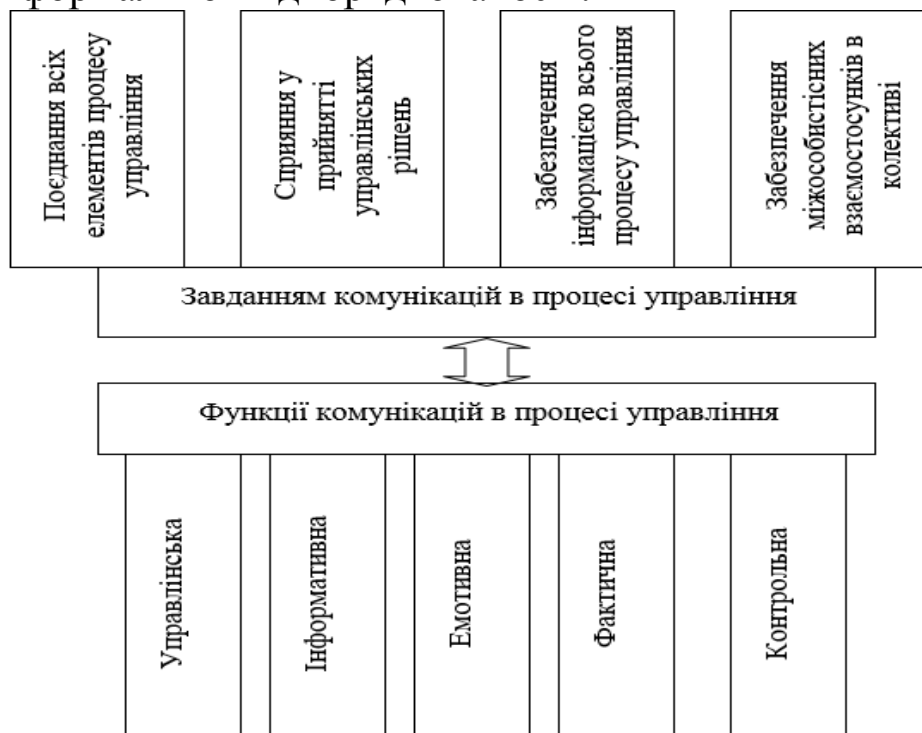 Поєднання всіх
елементів процесу
управління
Сприяння у
прийнятті
управлінських
рішень
Забезпечення
інформацією всього
процесу управління
Забезпечення
міжособистісних
взаємостосунків в
колективі
Завданням комунікацій в процесі управління
Функції комунікацій в процесі управління
Управлінська
Інформативна
Емотивна
Фактична
Контрольна